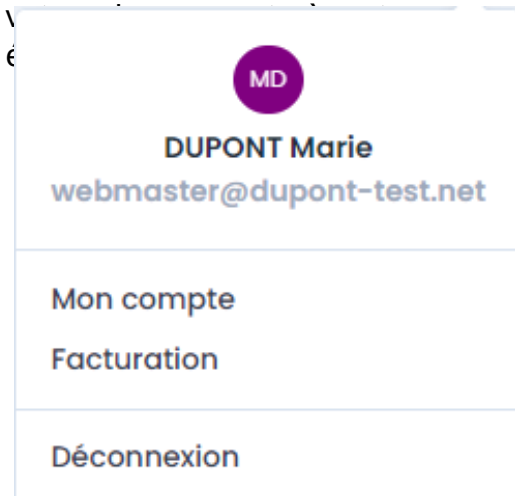 MD
DUPONT Marie
webmaster@dupont-test.net
Mon compte
Facturation
Déconnexion